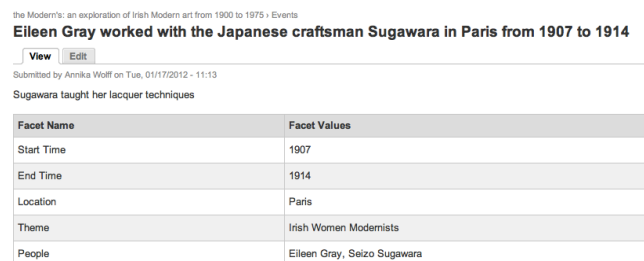 the Modern's: an exploration of Irish Modern art from 1900 to 1975 › Events
Eileen Gray worked with the Japanese craftsman Sugawara in Paris from 1907 to 1914
View Edit
Submitted by Annika Wolff on Tue, 01/17/2012 - 11:13
Sugawara taught her lacquer techniques
Facet Name Facet Values
Start Time 1907
End Time 1914
Location Paris
Theme Irish Women Modernists
People Eileen Gray, Seizo Sugawara